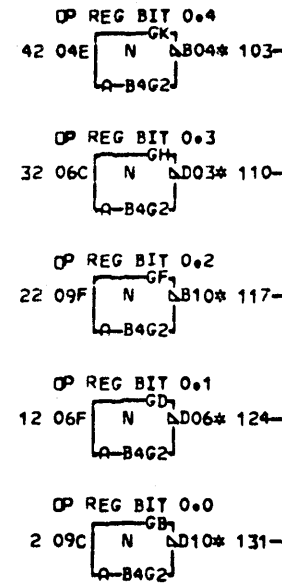 OP REG BIT 0.4
GK
42 04E N B04* 103-
A-B4G2
OP REG BIT 0.3
GH
32 06C N D03* 110-
A-B4G2
OP REG BIT 0.2
GF
22 09F N B10* 117-
A-B4G2
OP REG BIT 0.1
GD
12 06F N D06* 124-
A-B4G2
OP REG BIT 0.0
GB
2 09C N D10* 131-
A-B4G2